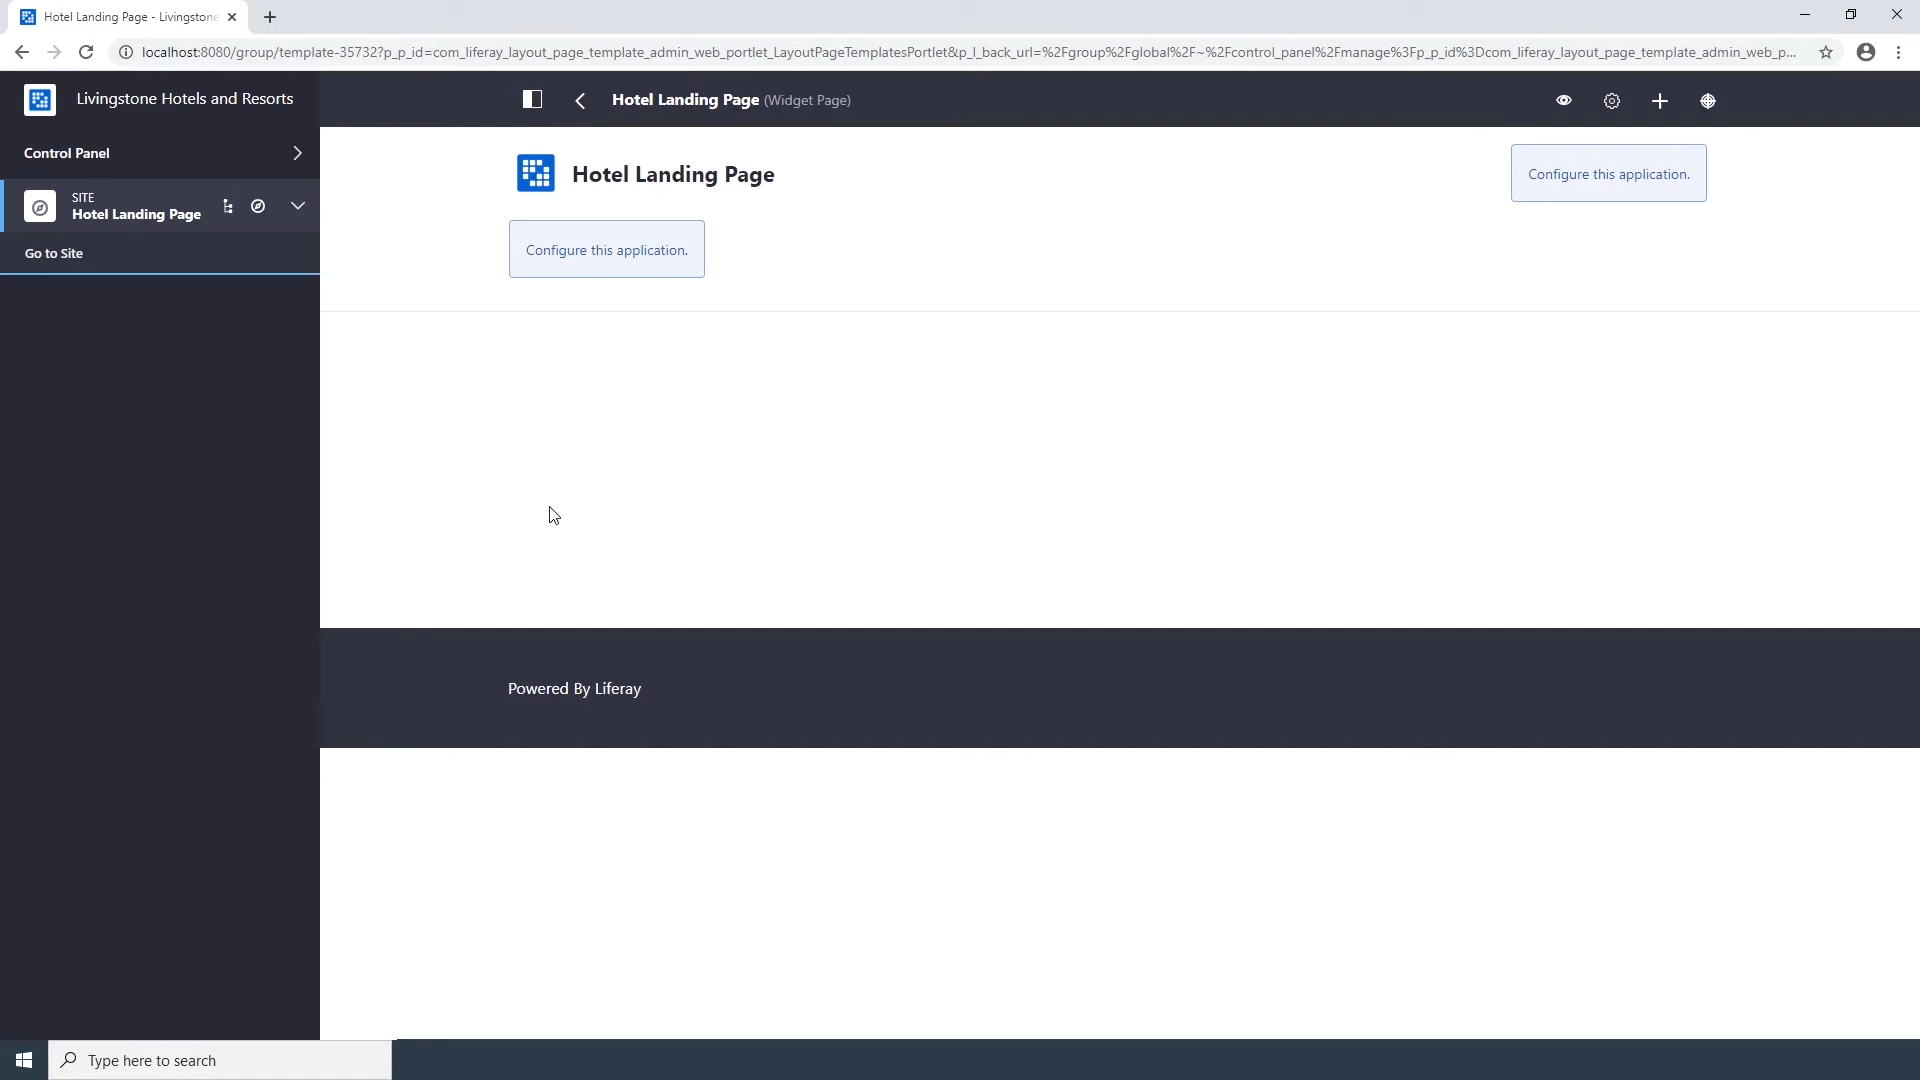 Hotel Landing Page - Livingstone
localhost:8080/group/template-35732?p_p_id=com_liferay_layout_page_template_admin_web_portlet_LayoutPageTemplatesPortlet&p_l_back_url=%2Fgroup%2Fglobal%2F~%2Fcontrol_panel%2Fmanage%3Fp_p_id%3Dcom_liferay_layout_page_template_admin_web_p...
Livingstone Hotels and Resorts
Hotel Landing Page (Widget Page)
Control Panel
SITE
Hotel Landing Page
Go to Site
Hotel Landing Page
Configure this application.
Configure this application.
Powered By Liferay
Type here to search